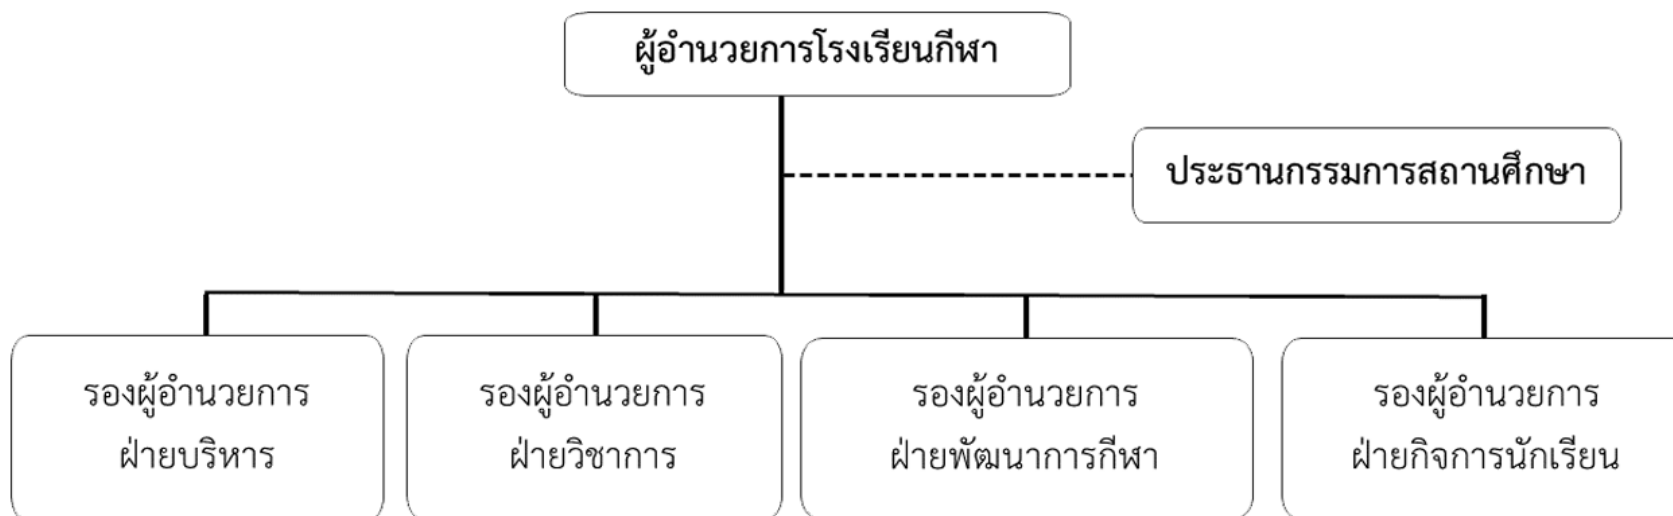 ผู้อำนวยการโรงเรียนกีฬา
ประธานกรรมการสถานศึกษา
รองผู้อำนวยการ
ฝ่ายบริหาร
รองผู้อำนวยการ
ฝ่ายวิชาการ
รองผู้อำนวยการ
ฝ่ายพัฒนาการกีฬา
รองผู้อำนวยการ
ฝ่ายกิจการนักเรียน